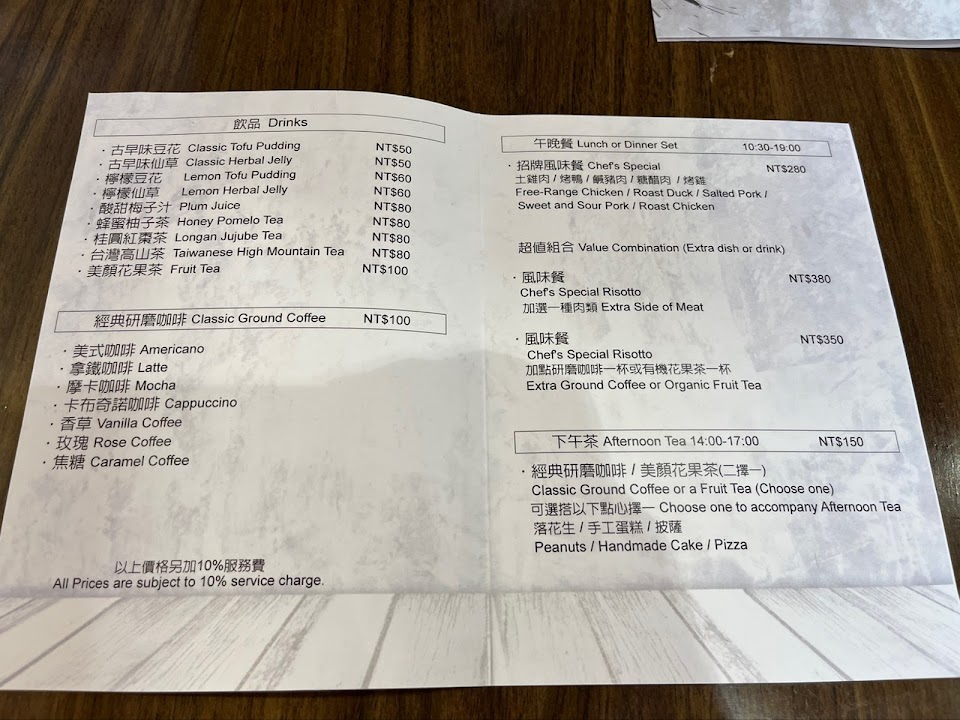 飲品 Drinks
・古早味豆花 Classic Tofu Pudding NT$50
・古早味仙草 Classic Herbal Jelly NT$50
・檸檬豆花 Lemon Tofu Pudding NT$60
・檸檬仙草 Lemon Herbal Jelly NT$60
・酸甜梅子汁 Plum Juice NT$80
・蜂蜜柚子茶 Honey Pomelo Tea NT$80
・桂圓紅棗茶 Longan Jujube Tea NT$80
・台灣高山茶 Taiwanese High Mountain Tea NT$80
・美顏花果茶 Fruit Tea NT$100
經典研磨咖啡 Classic Ground Coffee NT$100
・美式咖啡 Americano
・拿鐵咖啡 Latte
・摩卡咖啡 Mocha
・卡布奇諾咖啡 Cappuccino
・香草 Vanilla Coffee
・玫瑰 Rose Coffee
・焦糖 Caramel Coffee
以上價格另加10%服務費
All Prices are subject to 10% service charge.
午晚餐 Lunch or Dinner Set 10:30-19:00
・招牌風味餐 Chef's Special NT$280
土雞肉 / 烤鴨 / 鹹豬肉 / 糖醋肉 / 烤雞
Free-Range Chicken / Roast Duck / Salted Pork /
Sweet and Sour Pork / Roast Chicken
超值組合 Value Combination (Extra dish or drink)
・風味餐 NT$380
Chef's Special Risotto
加選一種肉類 Extra Side of Meat
・風味餐 NT$350
Chef's Special Risotto
加點研磨咖啡一杯或有機花果茶一杯
Extra Ground Coffee or Organic Fruit Tea
下午茶 Afternoon Tea 14:00-17:00 NT$150
・經典研磨咖啡 / 美顏花果茶(二擇一)
Classic Ground Coffee or a Fruit Tea (Choose one)
可選搭以下點心擇一 Choose one to accompany Afternoon Tea
落花生 / 手工蛋糕 / 披薩
Peanuts / Handmade Cake / Pizza